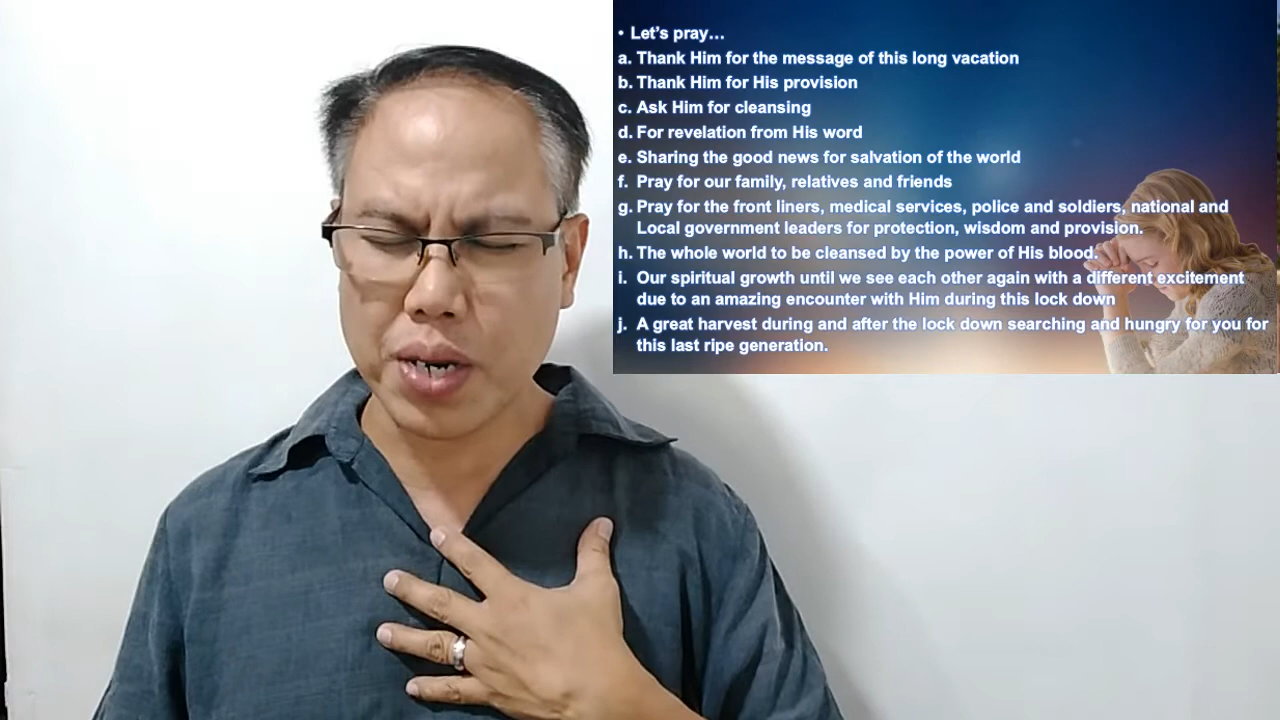 • Let's pray...
a. Thank Him for the message of this long vacation
b. Thank Him for His provision
c. Ask Him for cleansing
d. For revelation from His word
e. Sharing the good news for salvation of the world
f. Pray for our family, relatives and friends
g. Pray for the front liners, medical services, police and soldiers, national and
Local government leaders for protection, wisdom and provision.
h. The whole world to be cleansed by the power of His blood.
i. Our spiritual growth until we see each other again with a different excitement
due to an amazing encounter with Him during this lock down
j. A great harvest during and after the lock down searching and hungry for you for
this last ripe generation.